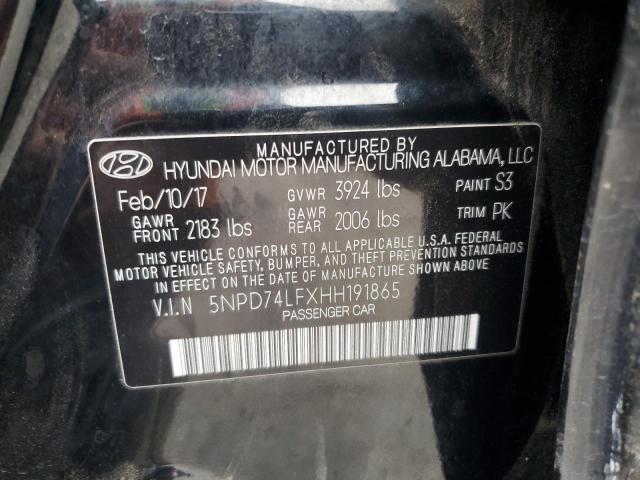 MANUFACTURED BY
HYUNDAI MOTOR MANUFACTURING ALABAMA, LLC
Feb/10/17 GVWR 3924 lbs PAINT S3
GAWR FRONT 2183 lbs GAWR REAR 2006 lbs TRIM PK
THIS VEHICLE CONFORMS TO ALL APPLICABLE U.S.A. FEDERAL
MOTOR VEHICLE SAFETY, BUMPER, AND THEFT PREVENTION STANDARDS
IN EFFECT ON THE DATE OF MANUFACTURE SHOWN ABOVE.
V.I.N 5NPD74LFXHH191865
PASSENGER CAR